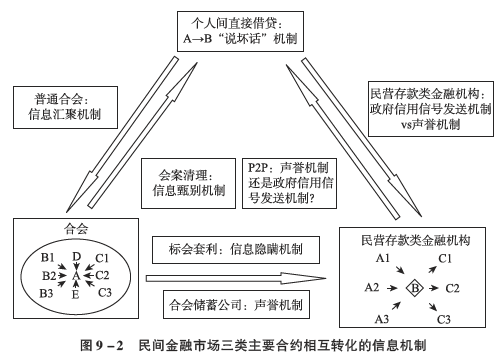 个人间直接借贷：
A→B“说坏话”机制
普通合会：
信息汇聚机制
民营存款类金融机构：
政府信用信号发送机制
vs声誉机制
会案清理：
信息甄别机制
P2P：声誉机制
还是政府信用信
号发送机制？
合会
B1 D C1
B2 A C2
B3 E C3
标会套利：信息隐瞒机制
合会储蓄公司：声誉机制
民营存款类金融机构
A1 C1
A2 B C2
A3 C3
图9-2 民间金融市场三类主要合约相互转化的信息机制